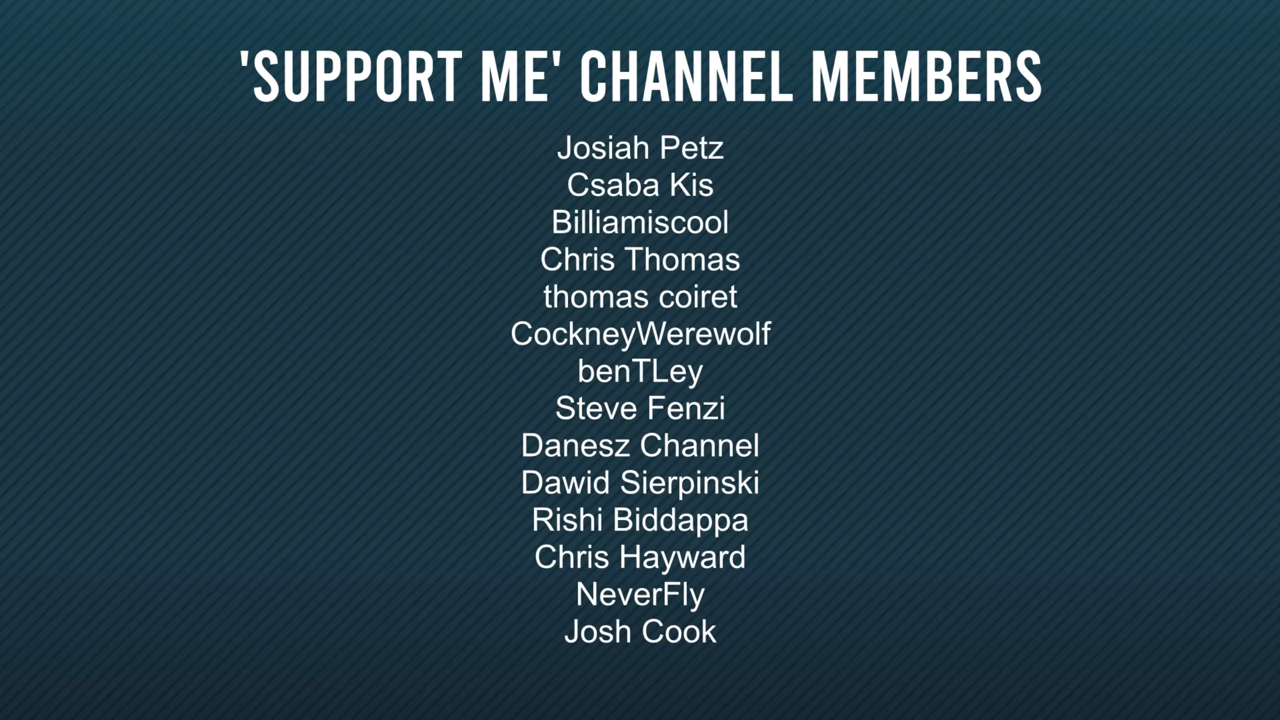 'SUPPORT ME' CHANNEL MEMBERS
Josiah Petz
Csaba Kis
Billiamiscool
Chris Thomas
thomas coiret
CockneyWerewolf
benTLey
Steve Fenzi
Danesz Channel
Dawid Sierpinski
Rishi Biddappa
Chris Hayward
NeverFly
Josh Cook